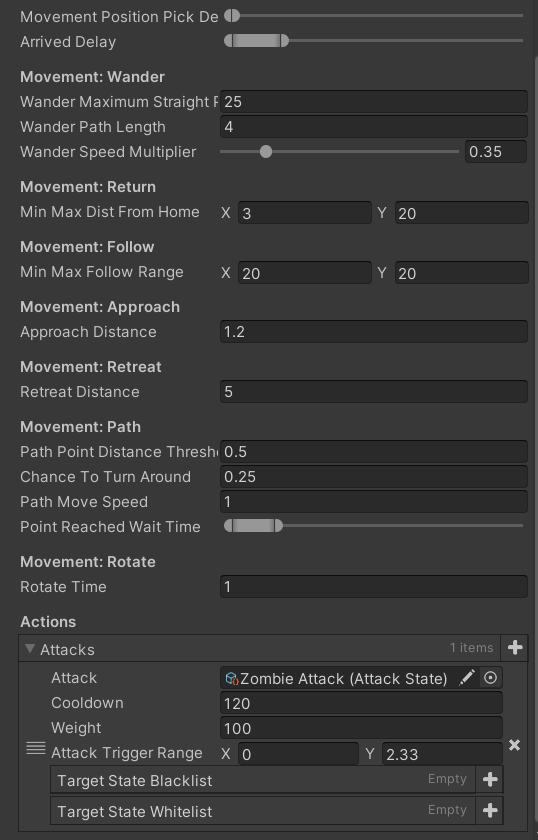 Movement Position Pick De
Arrived Delay
Movement: Wander
Wander Maximum Straight F 25
Wander Path Length 4
Wander Speed Multiplier 0.35
Movement: Return
Min Max Dist From Home X 3 Y 20
Movement: Follow
Min Max Follow Range X 20 Y 20
Movement: Approach
Approach Distance 1.2
Movement: Retreat
Retreat Distance 5
Movement: Path
Path Point Distance Thresh 0.5
Chance To Turn Around 0.25
Path Move Speed 1
Point Reached Wait Time
Movement: Rotate
Rotate Time 1
Actions
Attacks 1 items
Attack Zombie Attack (Attack State)
Cooldown 120
Weight 100
Attack Trigger Range X 0 Y 2.33
Target State Blacklist Empty
Target State Whitelist Empty